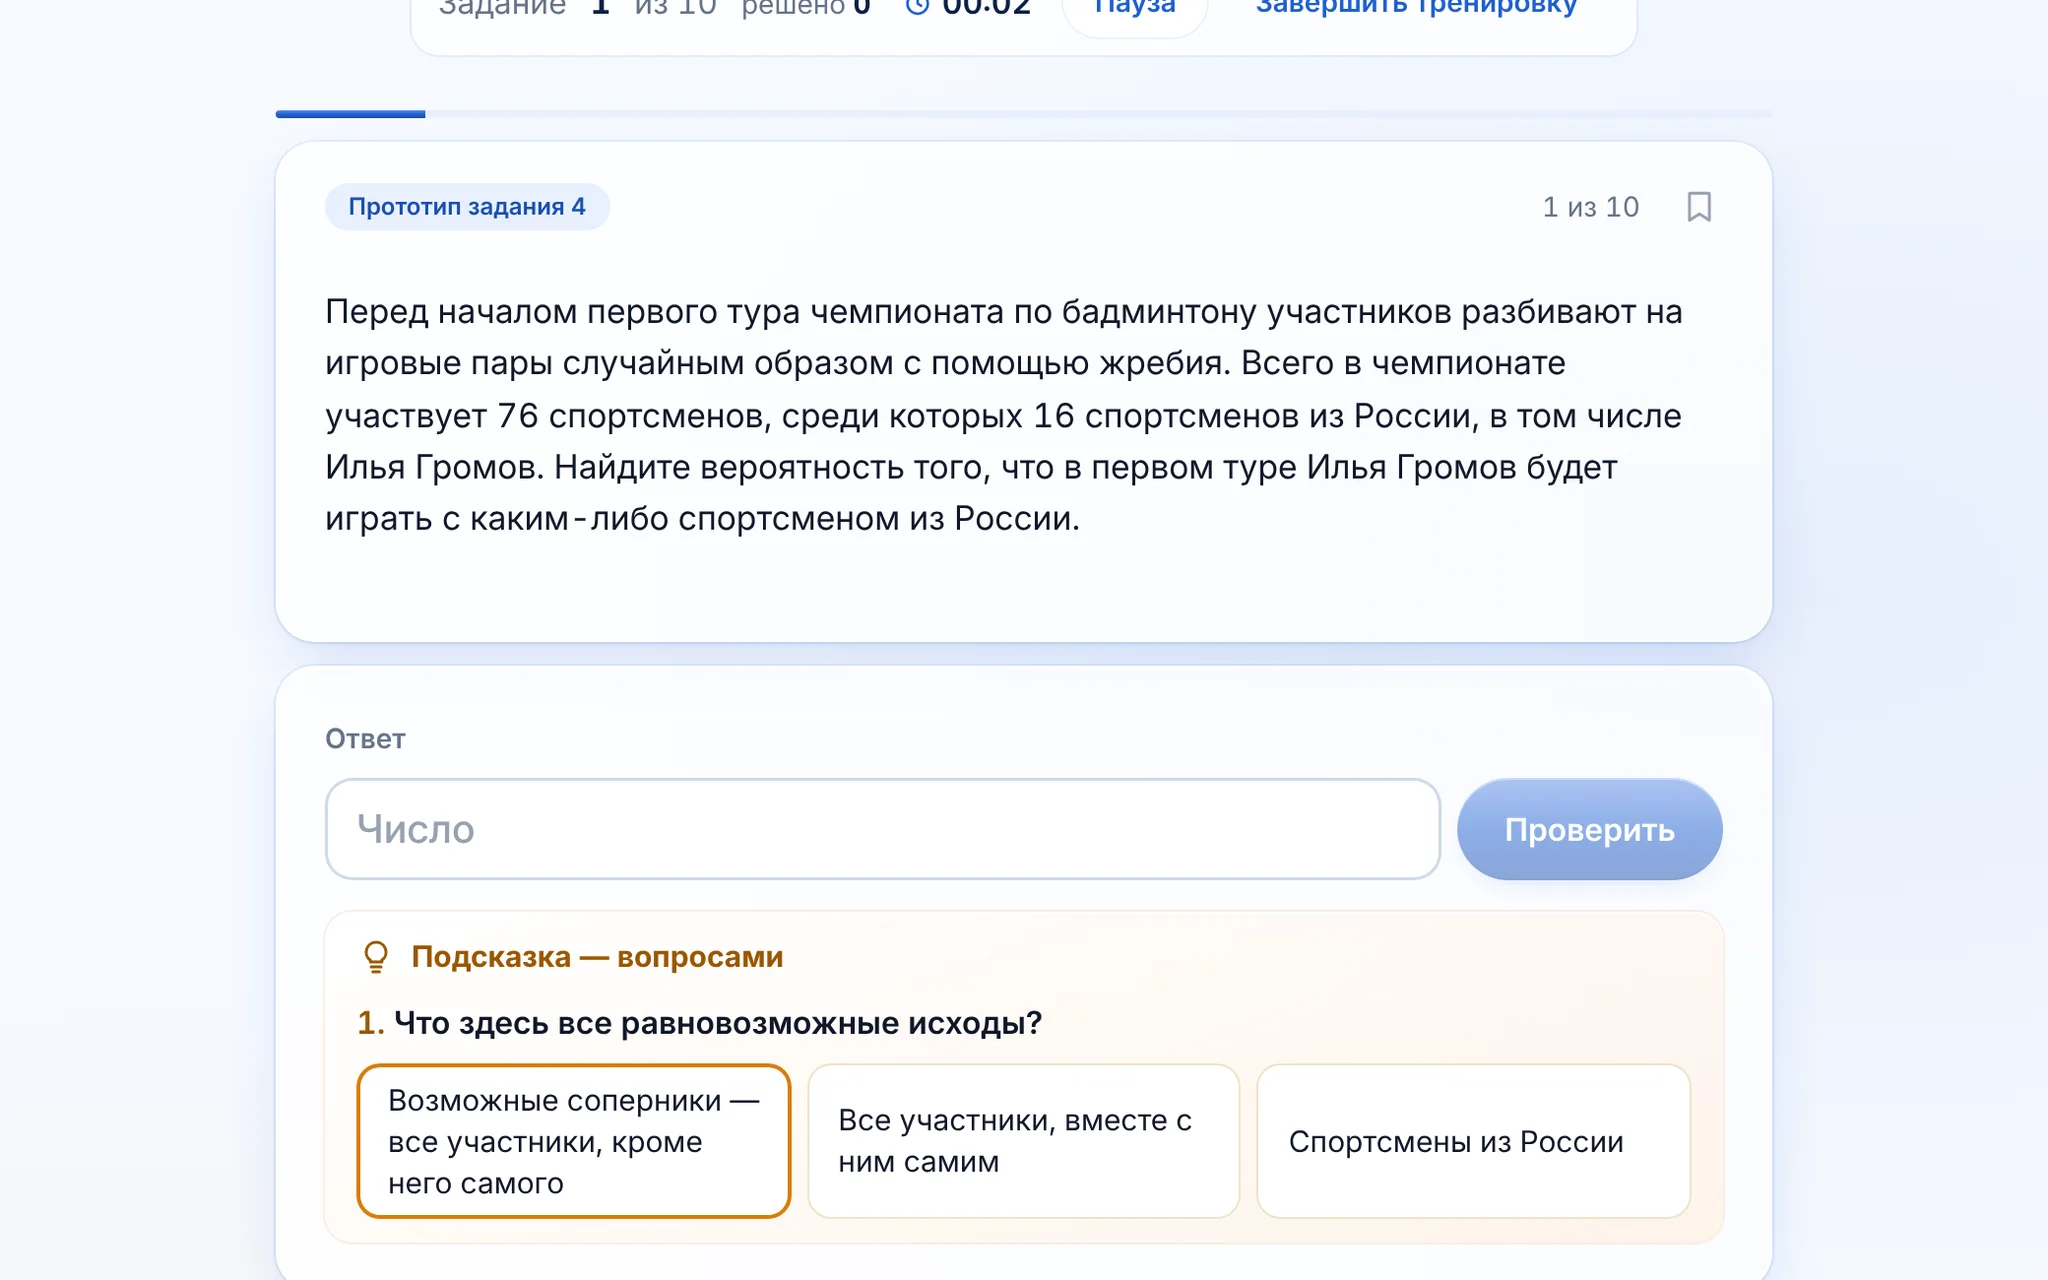 Задание 1 из 10 решено 0 00:02 Пауза Завершить тренировку
Прототип задания 4
1 из 10
Перед началом первого тура чемпионата по бадминтону участников разбивают на
игровые пары случайным образом с помощью жребия. Всего в чемпионате
участвует 76 спортсменов, среди которых 16 спортсменов из России, в том числе
Илья Громов. Найдите вероятность того, что в первом туре Илья Громов будет
играть с каким-либо спортсменом из России.
Ответ
Число
Проверить
Подсказка — вопросами
1. Что здесь все равновозможные исходы?
Возможные соперники —
все участники, кроме
него самого
Все участники, вместе с
ним самим
Спортсмены из России